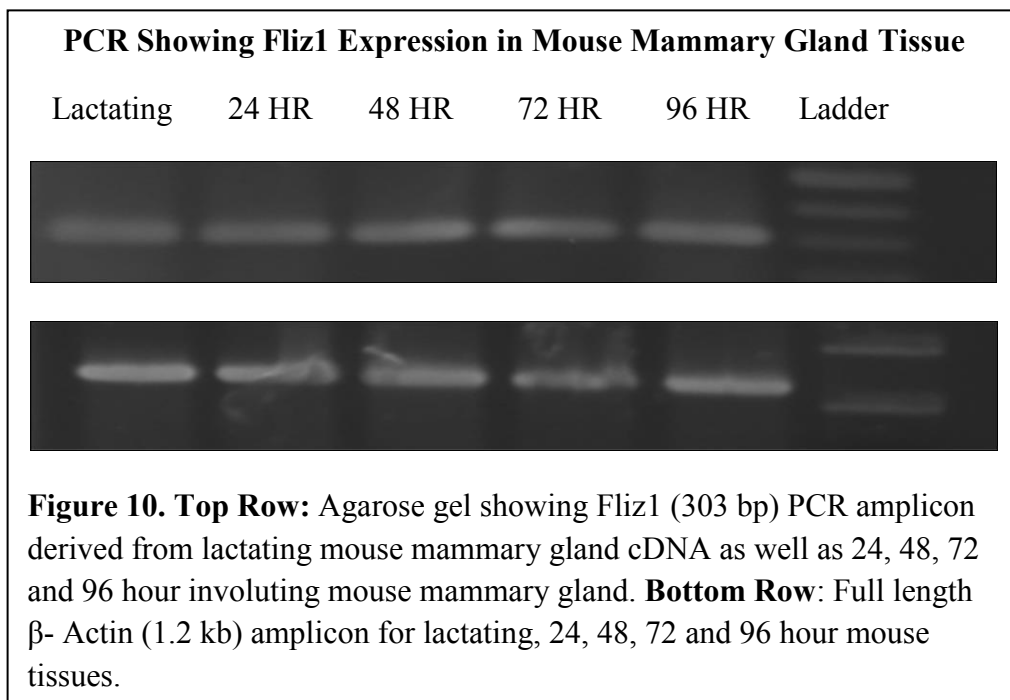 PCR Showing Fliz1 Expression in Mouse Mammary Gland Tissue
Lactating 24 HR 48 HR 72 HR 96 HR Ladder
Figure 10. Top Row: Agarose gel showing Fliz1 (303 bp) PCR amplicon
derived from lactating mouse mammary gland cDNA as well as 24, 48, 72
and 96 hour involuting mouse mammary gland. Bottom Row: Full length
β- Actin (1.2 kb) amplicon for lactating, 24, 48, 72 and 96 hour mouse
tissues.